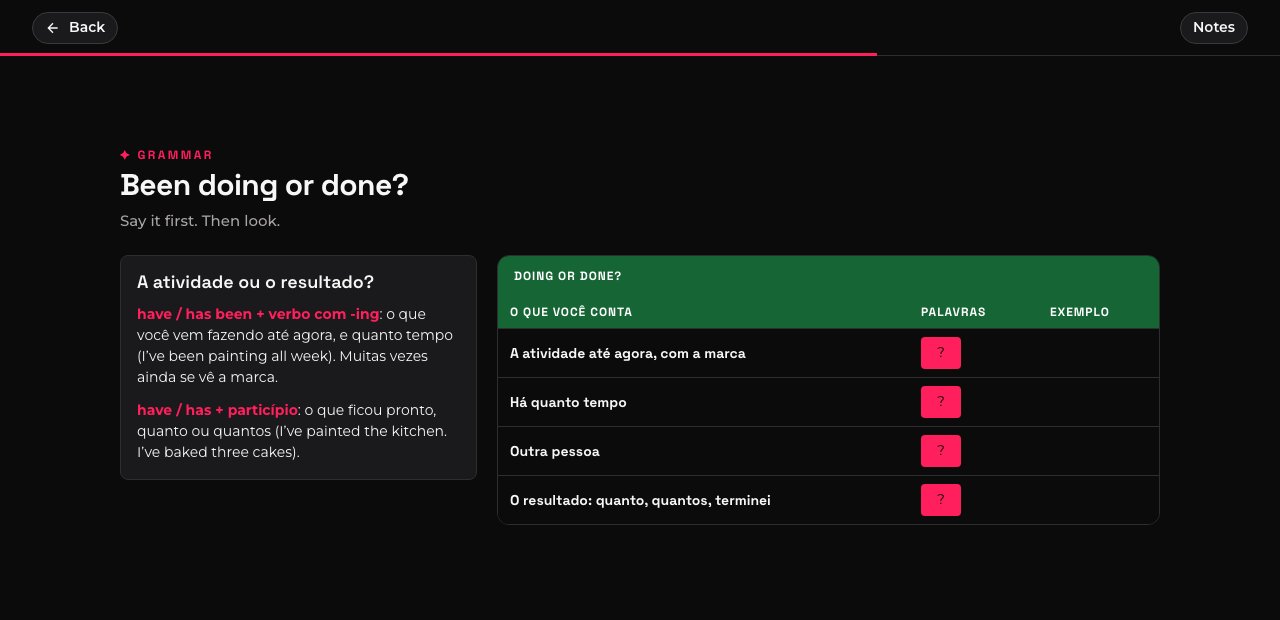 ← Back
Notes
✦ GRAMMAR
Been doing or done?
Say it first. Then look.
A atividade ou o resultado?
have / has been + verbo com -ing: o que
você vem fazendo até agora, e quanto tempo
(I've been painting all week). Muitas vezes
ainda se vê a marca.
have / has + particípio: o que ficou pronto,
quanto ou quantos (I've painted the kitchen.
I've baked three cakes).
DOING OR DONE?
O QUE VOCÊ CONTA PALAVRAS EXEMPLO
A atividade até agora, com a marca ?
Há quanto tempo ?
Outra pessoa ?
O resultado: quanto, quantos, terminei ?